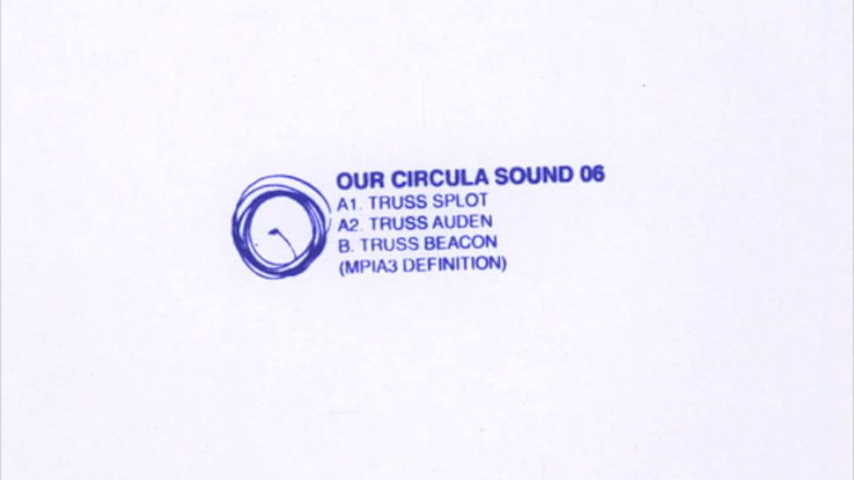 OUR CIRCULA SOUND 06
A1. TRUSS SPLOT
A2. TRUSS AUDEN
B. TRUSS BEACON
(MPIA3 DEFINITION)